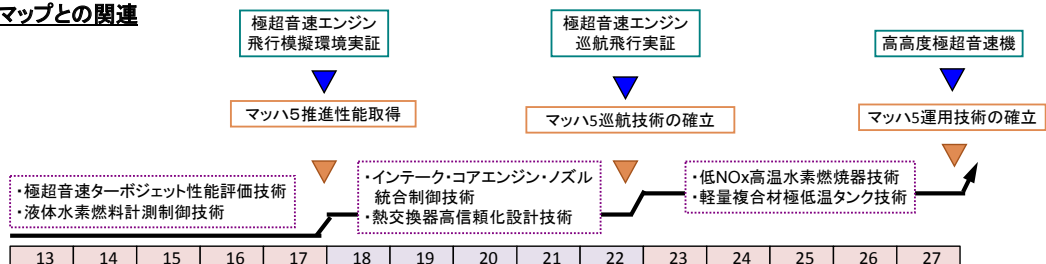 マップとの関連
極超音速エンジン
飛行模擬環境実証
極超音速エンジン
巡航飛行実証
高高度極超音速機
マッハ5推進性能取得
マッハ5巡航技術の確立
マッハ5運用技術の確立
・極超音速ターボジェット性能評価技術
・液体水素燃料計測制御技術
・インテーク・コアエンジン・ノズル
統合制御技術
・熱交換器高信頼化設計技術
・低NOx高温水素燃焼器技術
・軽量複合材極低温タンク技術
13 14 15 16 17 18 19 20 21 22 23 24 25 26 27